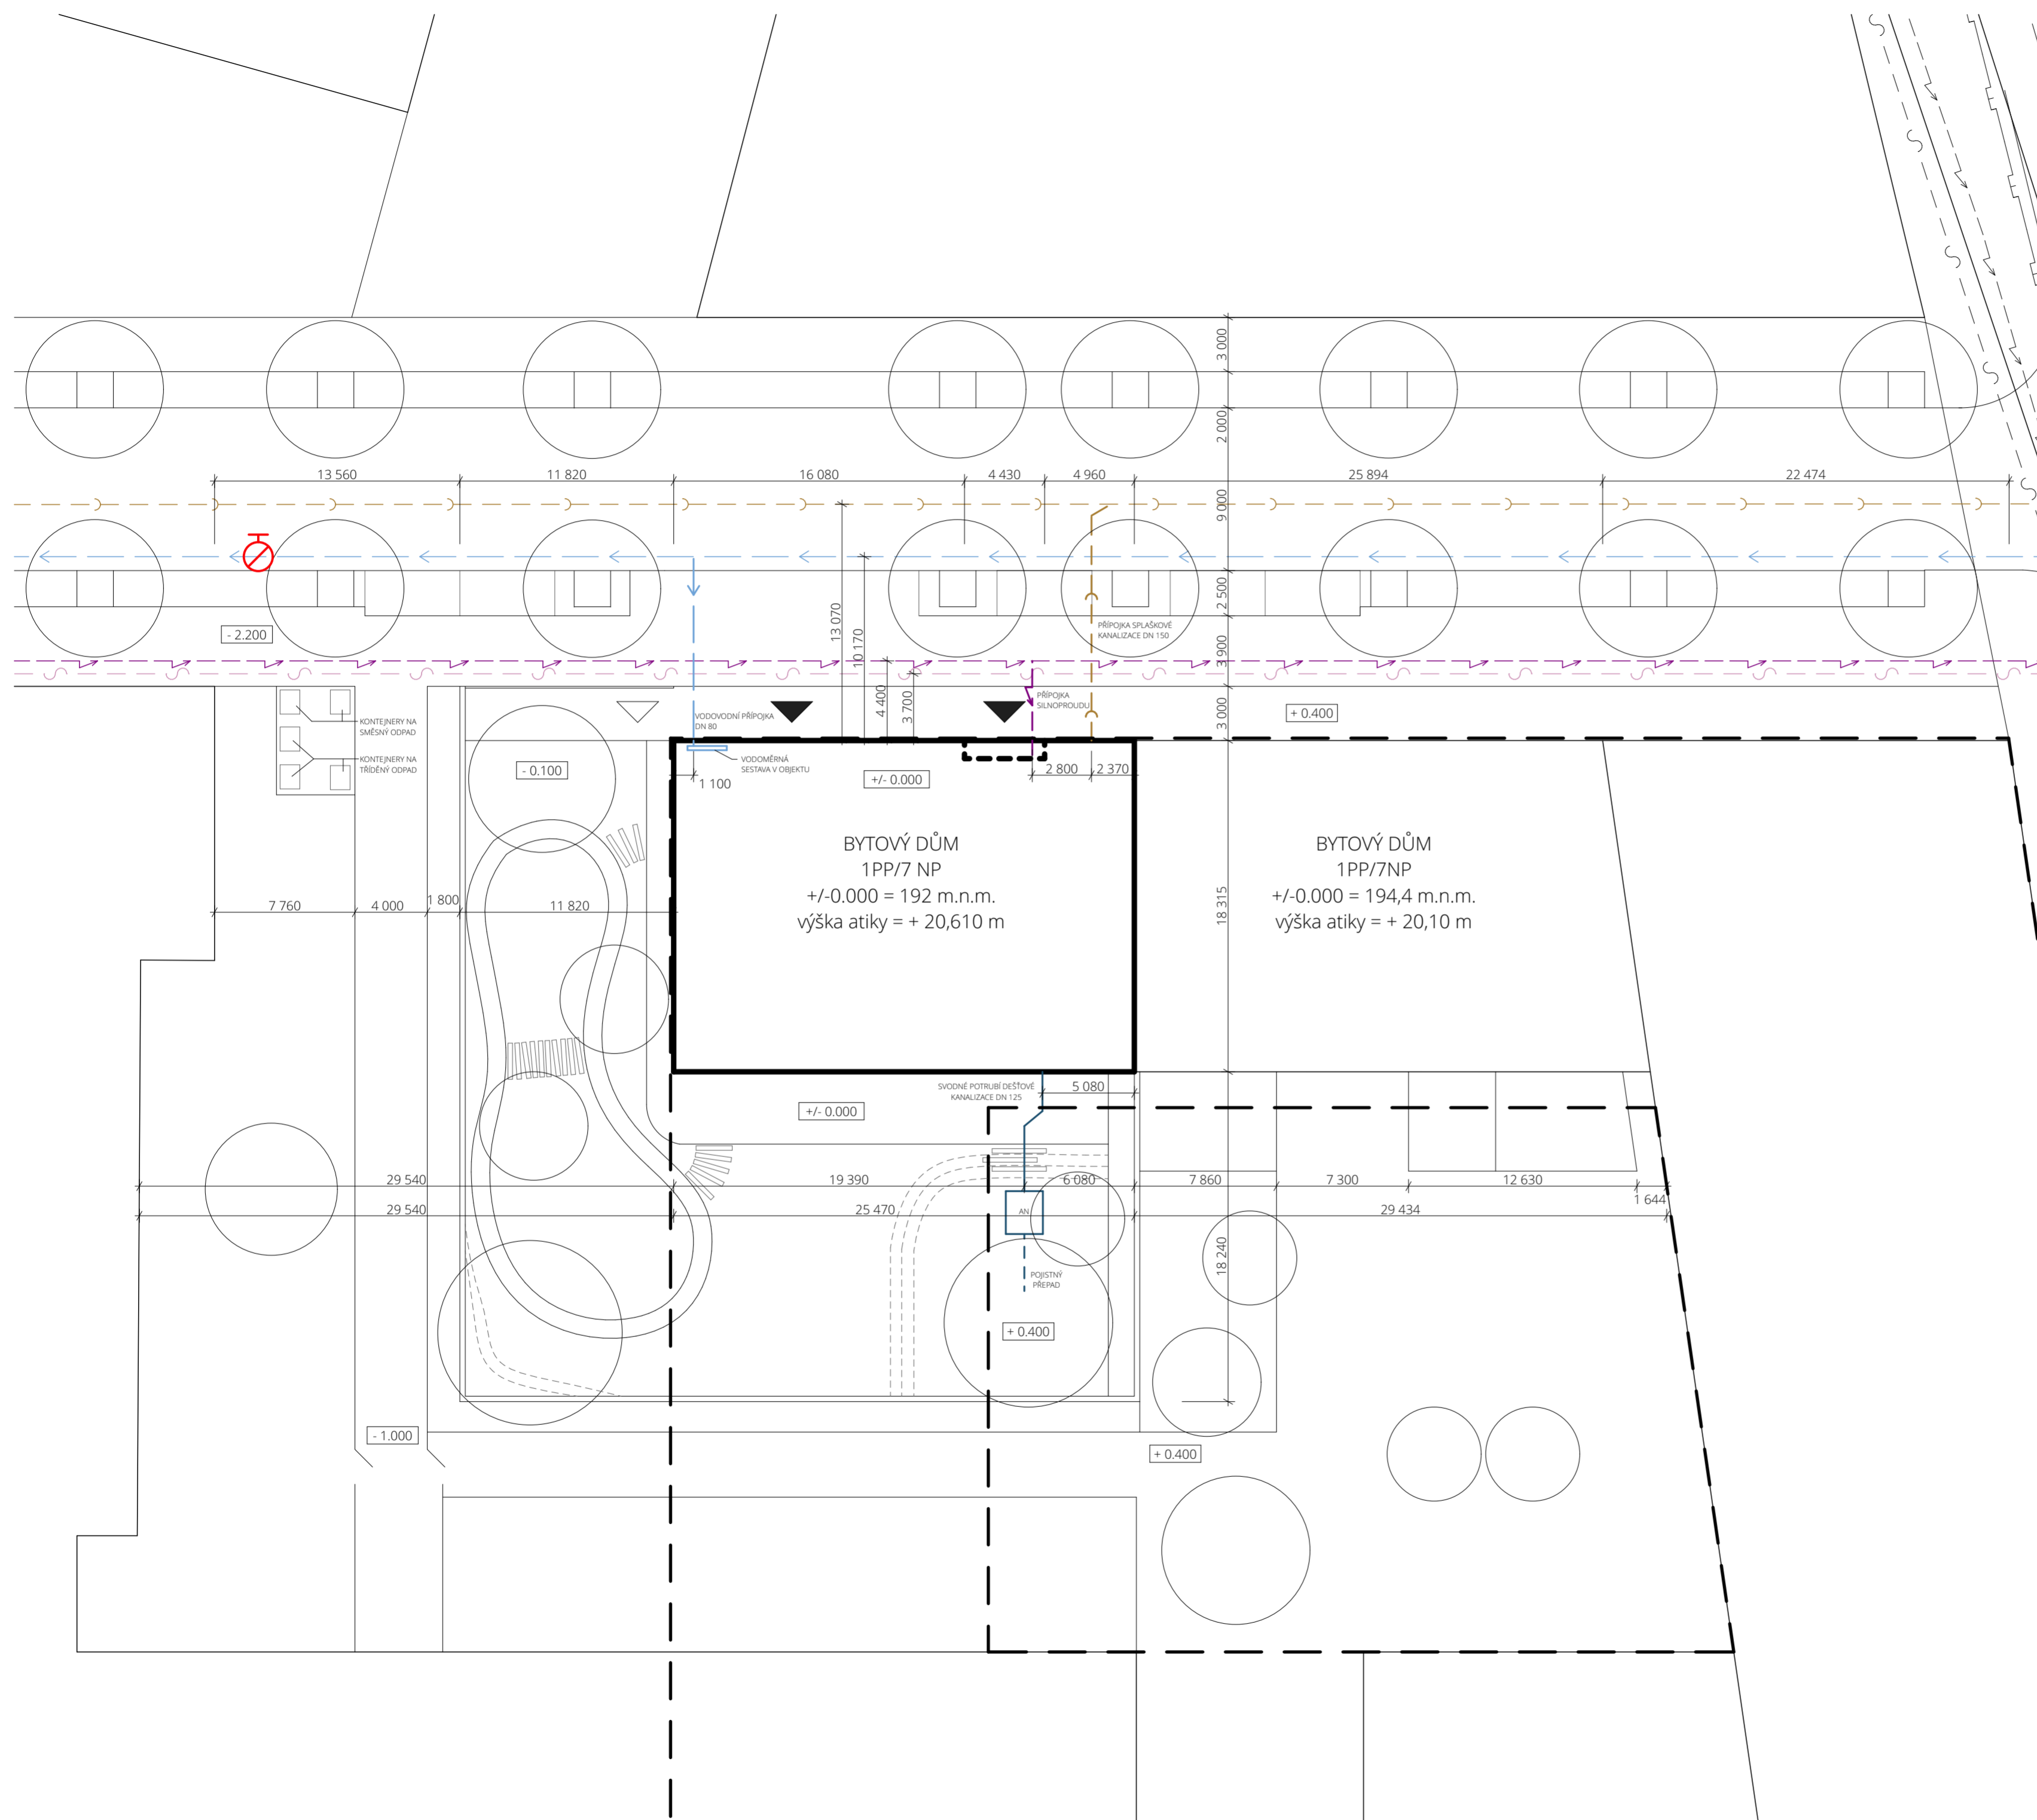 3 000
2 000
13 560
11 820
16 080
4 430
4 960
25 894
22 474
9 000
2 500
13 070
10 170
PŘÍPOJKA SPLAŠKOVÉ
KANALIZACE DN 150
- 2.200
3 900
4 400
3 700
PŘÍPOJKA
SILNOPROUDU
3 000
+ 0.400
KONTEJNERY NA
SMĚSNÝ ODPAD
VODOVODNÍ PŘÍPOJKA
DN 80
KONTEJNERY NA
TŘÍDĚNÝ ODPAD
VODOMĚRNÁ
SESTAVA V OBJEKTU
- 0.100
+/- 0.000
2 800
2 370
1 100
BYTOVÝ DŮM
1PP/7 NP
+/-0.000 = 192 m.n.m.
výška atiky = + 20,610 m
BYTOVÝ DŮM
1PP/7NP
+/-0.000 = 194,4 m.n.m.
výška atiky = + 20,10 m
18 315
7 760
4 000
1 800
11 820
SVODNÉ POTRUBÍ DEŠŤOVÉ
KANALIZACE DN 125
5 080
+/- 0.000
29 540
19 390
6 080
7 860
7 300
12 630
1 644
29 540
25 470
AN
29 434
18 240
POJISTNÝ
PŘEPAD
+ 0.400
- 1.000
+ 0.400